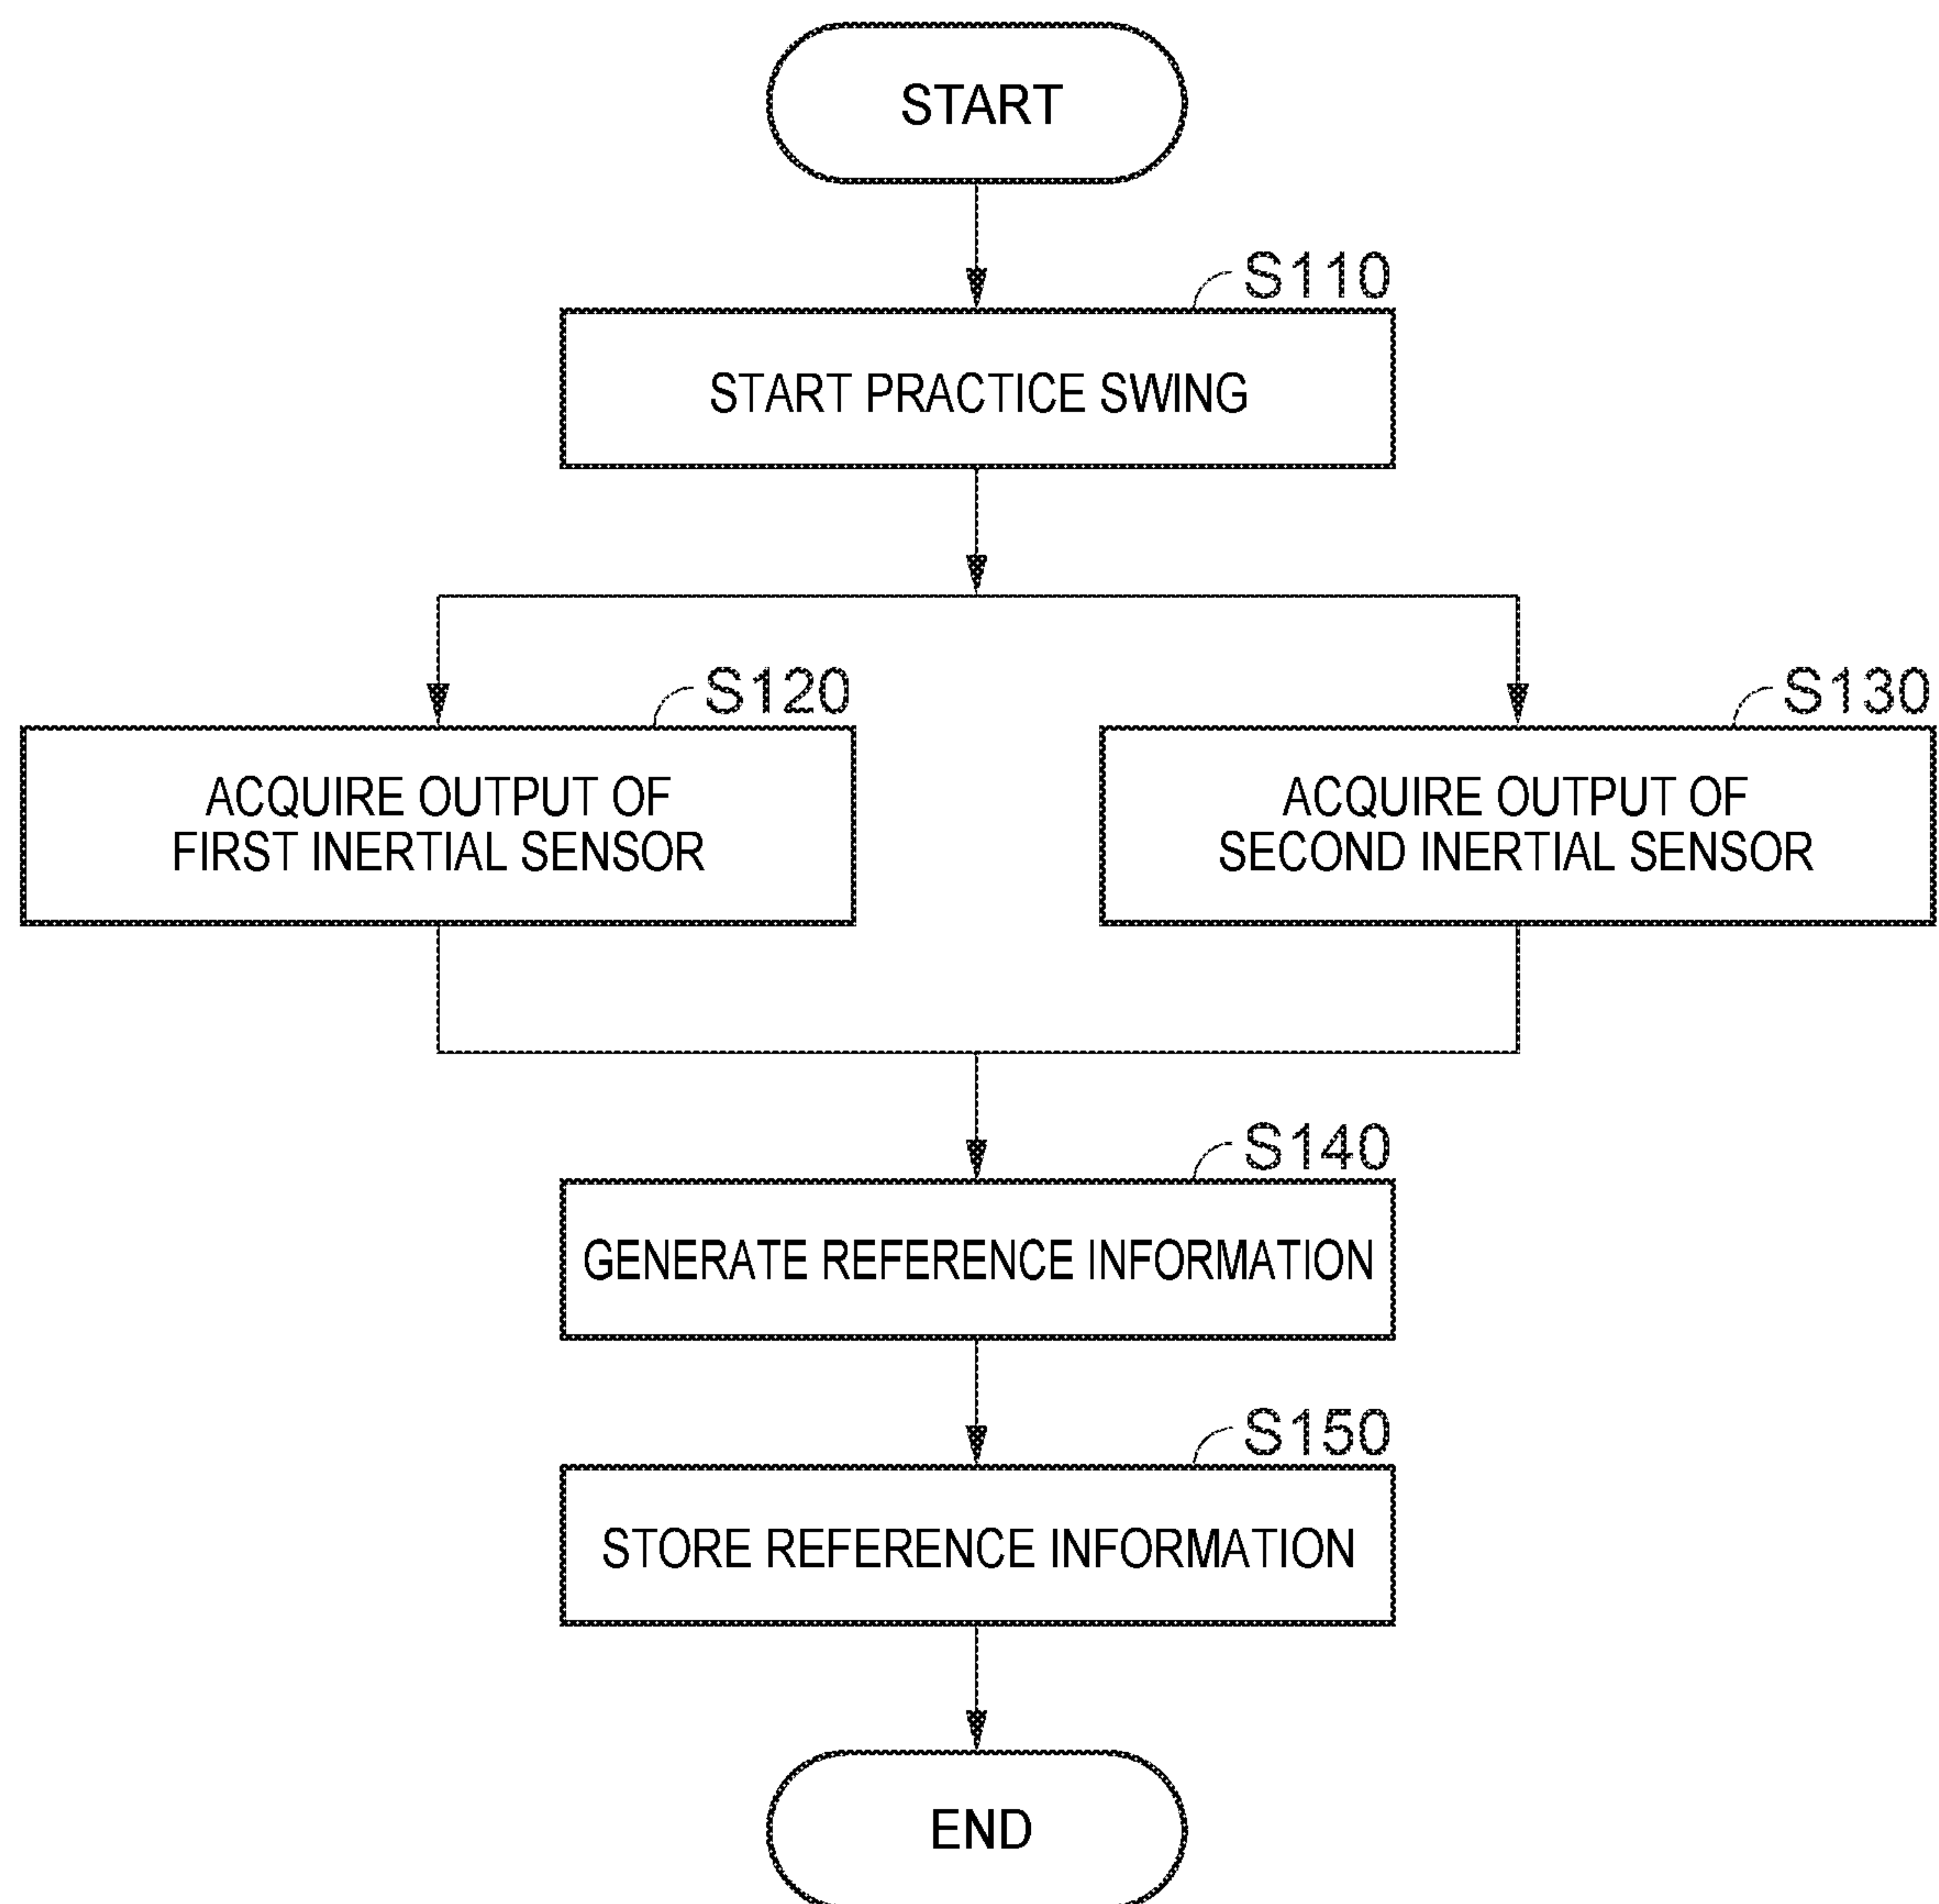 START
S110
START PRACTICE SWING
S120
ACQUIRE OUTPUT OF
FIRST INERTIAL SENSOR
S130
ACQUIRE OUTPUT OF
SECOND INERTIAL SENSOR
S140
GENERATE REFERENCE INFORMATION
S150
STORE REFERENCE INFORMATION
END